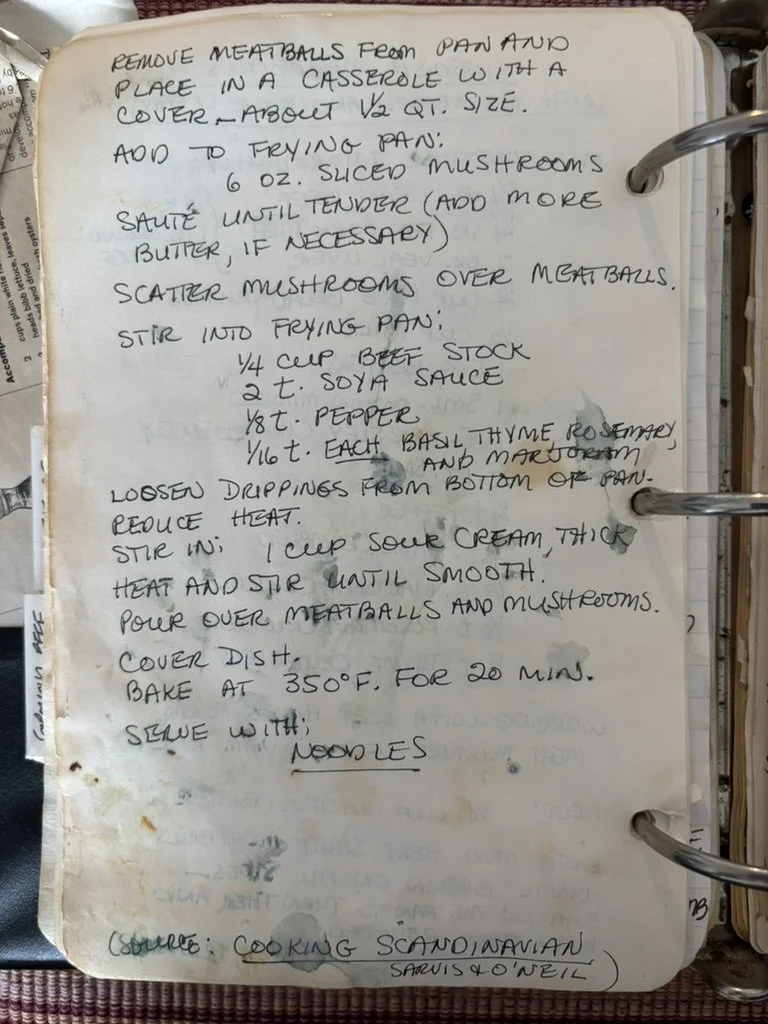 REMOVE MEATBALLS FROM PAN AND
PLACE IN A CASSEROLE WITH A
COVER - ABOUT 1/2 QT. SIZE.
ADD TO FRYING PAN:
6 OZ. SLICED MUSHROOMS
SAUTÉ UNTIL TENDER (ADD MORE
BUTTER, IF NECESSARY)
SCATTER MUSHROOMS OVER MEATBALLS.
STIR INTO FRYING PAN:
1/4 CUP BEEF STOCK
2 t. SOYA SAUCE
1/8 t. PEPPER
1/16 t. EACH BASIL THYME ROSEMARY,
AND MARJORAM
LOOSEN DRIPPINGS FROM BOTTOM OF PAN.
REDUCE HEAT.
STIR IN: 1 CUP SOUR CREAM, THICK
HEAT AND STIR UNTIL SMOOTH.
POUR OVER MEATBALLS AND MUSHROOMS.
COVER DISH.
BAKE AT 350°F. FOR 20 MIN.
SERVE WITH:
NOODLES
(SOURCE: COOKING SCANDINAVIAN
SARVIS & O'NEIL)